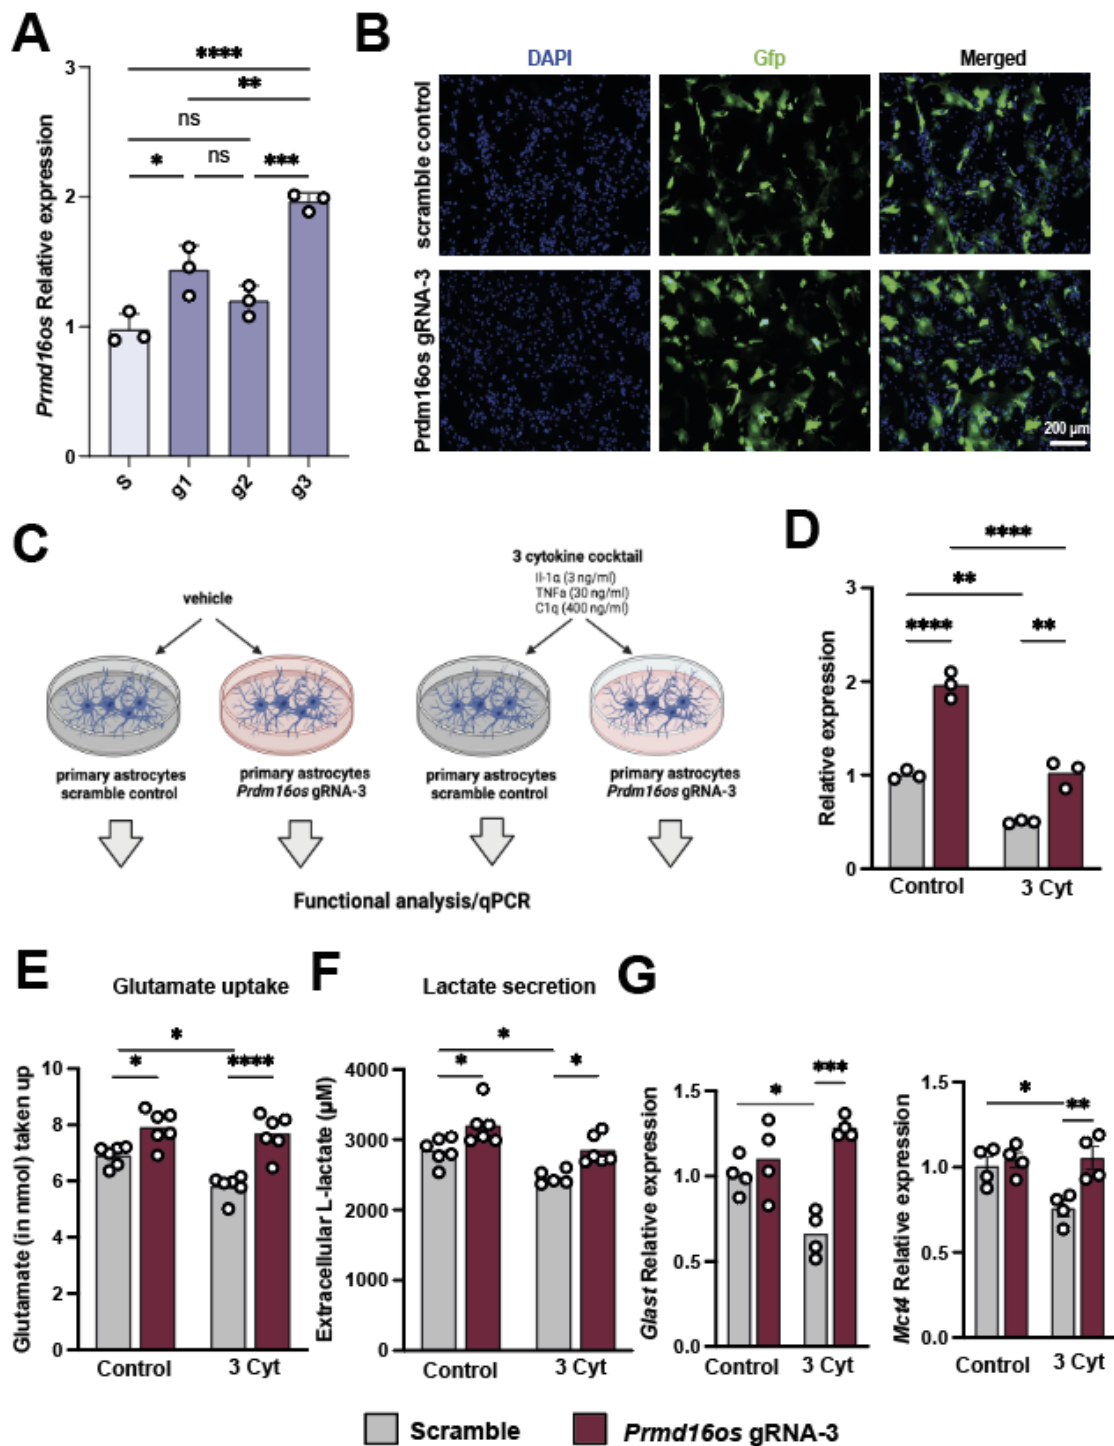 A
****
**
ns
*
ns
***
3
2
1
0
Prmd16os Relative expression
S
g1
g2
g3
B
DAPI
Gfp
Merged
scramble control
Prdm16os gRNA-3
200 µm
C
vehicle
3 cytokine cocktail
Il-1α (3 ng/ml)
TNFα (30 ng/ml)
C1q (400 ng/ml)
primary astrocytes
scramble control
primary astrocytes
Prdm16os gRNA-3
primary astrocytes
scramble control
primary astrocytes
Prdm16os gRNA-3
Functional analysis/qPCR
D
****
**
****
**
3
2
1
0
Relative expression
Control
3 Cyt
E
Glutamate uptake
*
*
****
10
8
6
4
2
0
Glutamate (in nmol) taken up
Control
3 Cyt
F
Lactate secretion
*
*
*
4000
3000
2000
1000
0
Extracellular L-lactate (µM)
Control
3 Cyt
G
***
*
1.5
1.0
0.5
0.0
Glast Relative expression
Control
3 Cyt
*
**
1.5
1.0
0.5
0.0
Mct4 Relative expression
Control
3 Cyt
Scramble
Prmd16os gRNA-3